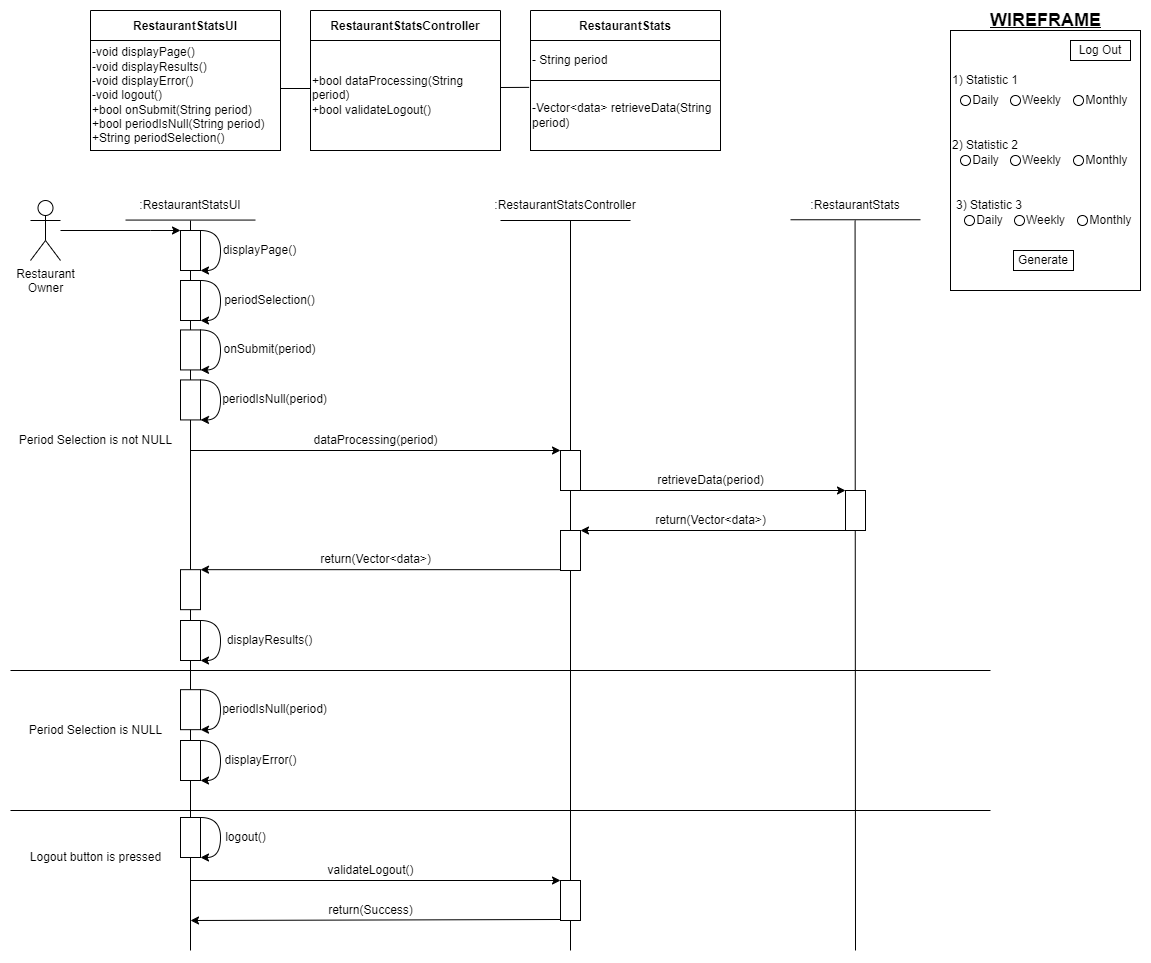 RestaurantStatsUI
-void displayPage()
-void displayResults()
-void displayError()
-void logout()
+bool onSubmit(String period)
+bool periodIsNull(String period)
+String periodSelection()
RestaurantStatsController
+bool dataProcessing(String
period)
+bool validateLogout()
RestaurantStats
- String period
-Vector<data> retrieveData(String
period)
WIREFRAME
Log Out
1) Statistic 1
Daily Weekly Monthly
2) Statistic 2
Daily Weekly Monthly
3) Statistic 3
Daily Weekly Monthly
Generate
Restaurant
Owner
:RestaurantStatsUI
:RestaurantStatsController
:RestaurantStats
displayPage()
periodSelection()
onSubmit(period)
periodIsNull(period)
Period Selection is not NULL
dataProcessing(period)
retrieveData(period)
return(Vector<data>)
return(Vector<data>)
displayResults()
periodIsNull(period)
Period Selection is NULL
displayError()
logout()
Logout button is pressed
validateLogout()
return(Success)